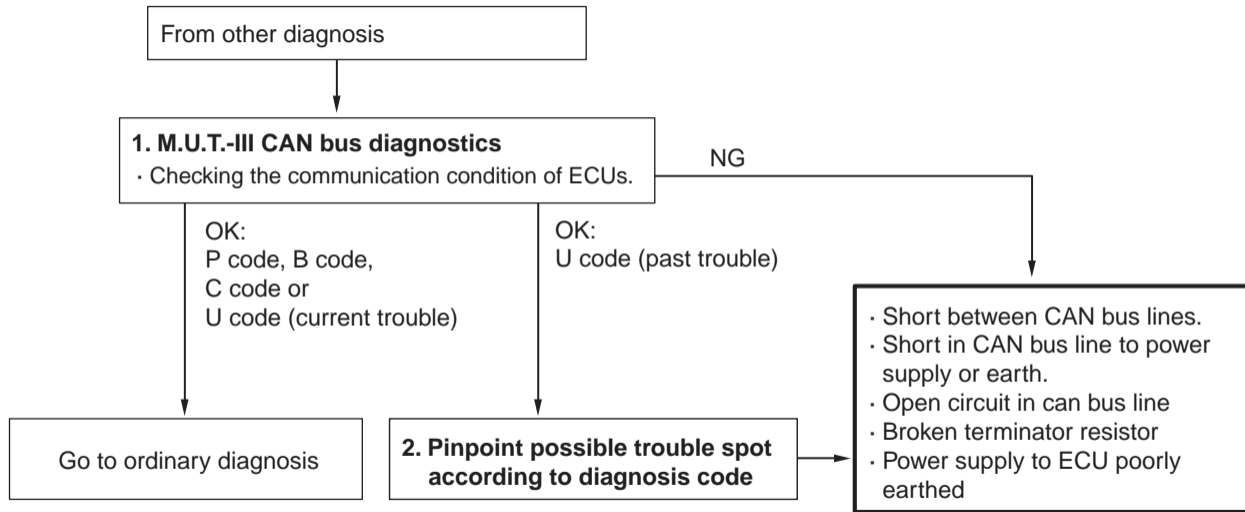 From other diagnosis
1. M.U.T.-III CAN bus diagnostics
· Checking the communication condition of ECUs.
NG
OK:
P code, B code,
C code or
U code (current trouble)
OK:
U code (past trouble)
· Short between CAN bus lines.
· Short in CAN bus line to power
supply or earth.
· Open circuit in can bus line
· Broken terminator resistor
· Power supply to ECU poorly
earthed
Go to ordinary diagnosis
2. Pinpoint possible trouble spot
according to diagnosis code